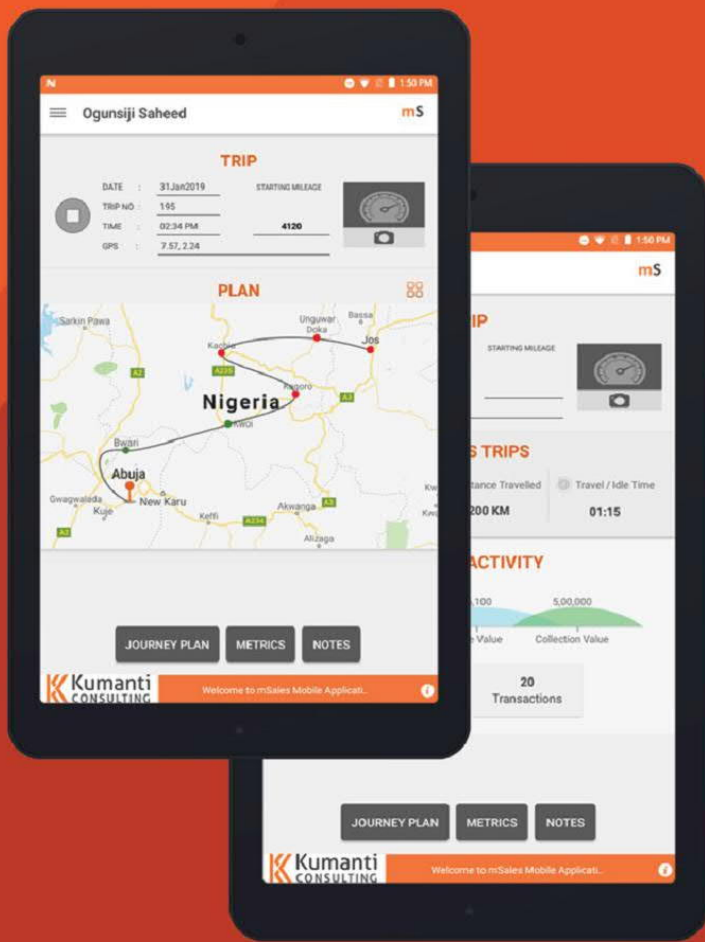 1:50 PM
Ogunsiji Saheed
mS
TRIP
DATE : 31Jan2019
STARTING MILEAGE
TRIP NO : 195
TIME : 02:34 PM
4120
GPS : 7.57, 2.24
PLAN
Sarkin Pawa
Unguwar
Doka
Bassa
Kachia
Jos
A2
A235
Kagoro
A3
Nigeria
Kwoi
Bwari
Abuja
Gwagwalada
Kuje
New Karu
Keffi
Akwanga
A3
A2
A234
Alizaga
JOURNEY PLAN
METRICS
NOTES
Kumanti
CONSULTING
Welcome to mSales Mobile Applicati..
1:50 PM
mS
IP
STARTING MILEAGE
S TRIPS
tance Travelled
Travel / Idle Time
200 KM
01:15
ACTIVITY
,100
5,00,000
e Value
Collection Value
20
Transactions
JOURNEY PLAN
METRICS
NOTES
Kumanti
CONSULTING
Welcome to mSales Mobile Applicati..